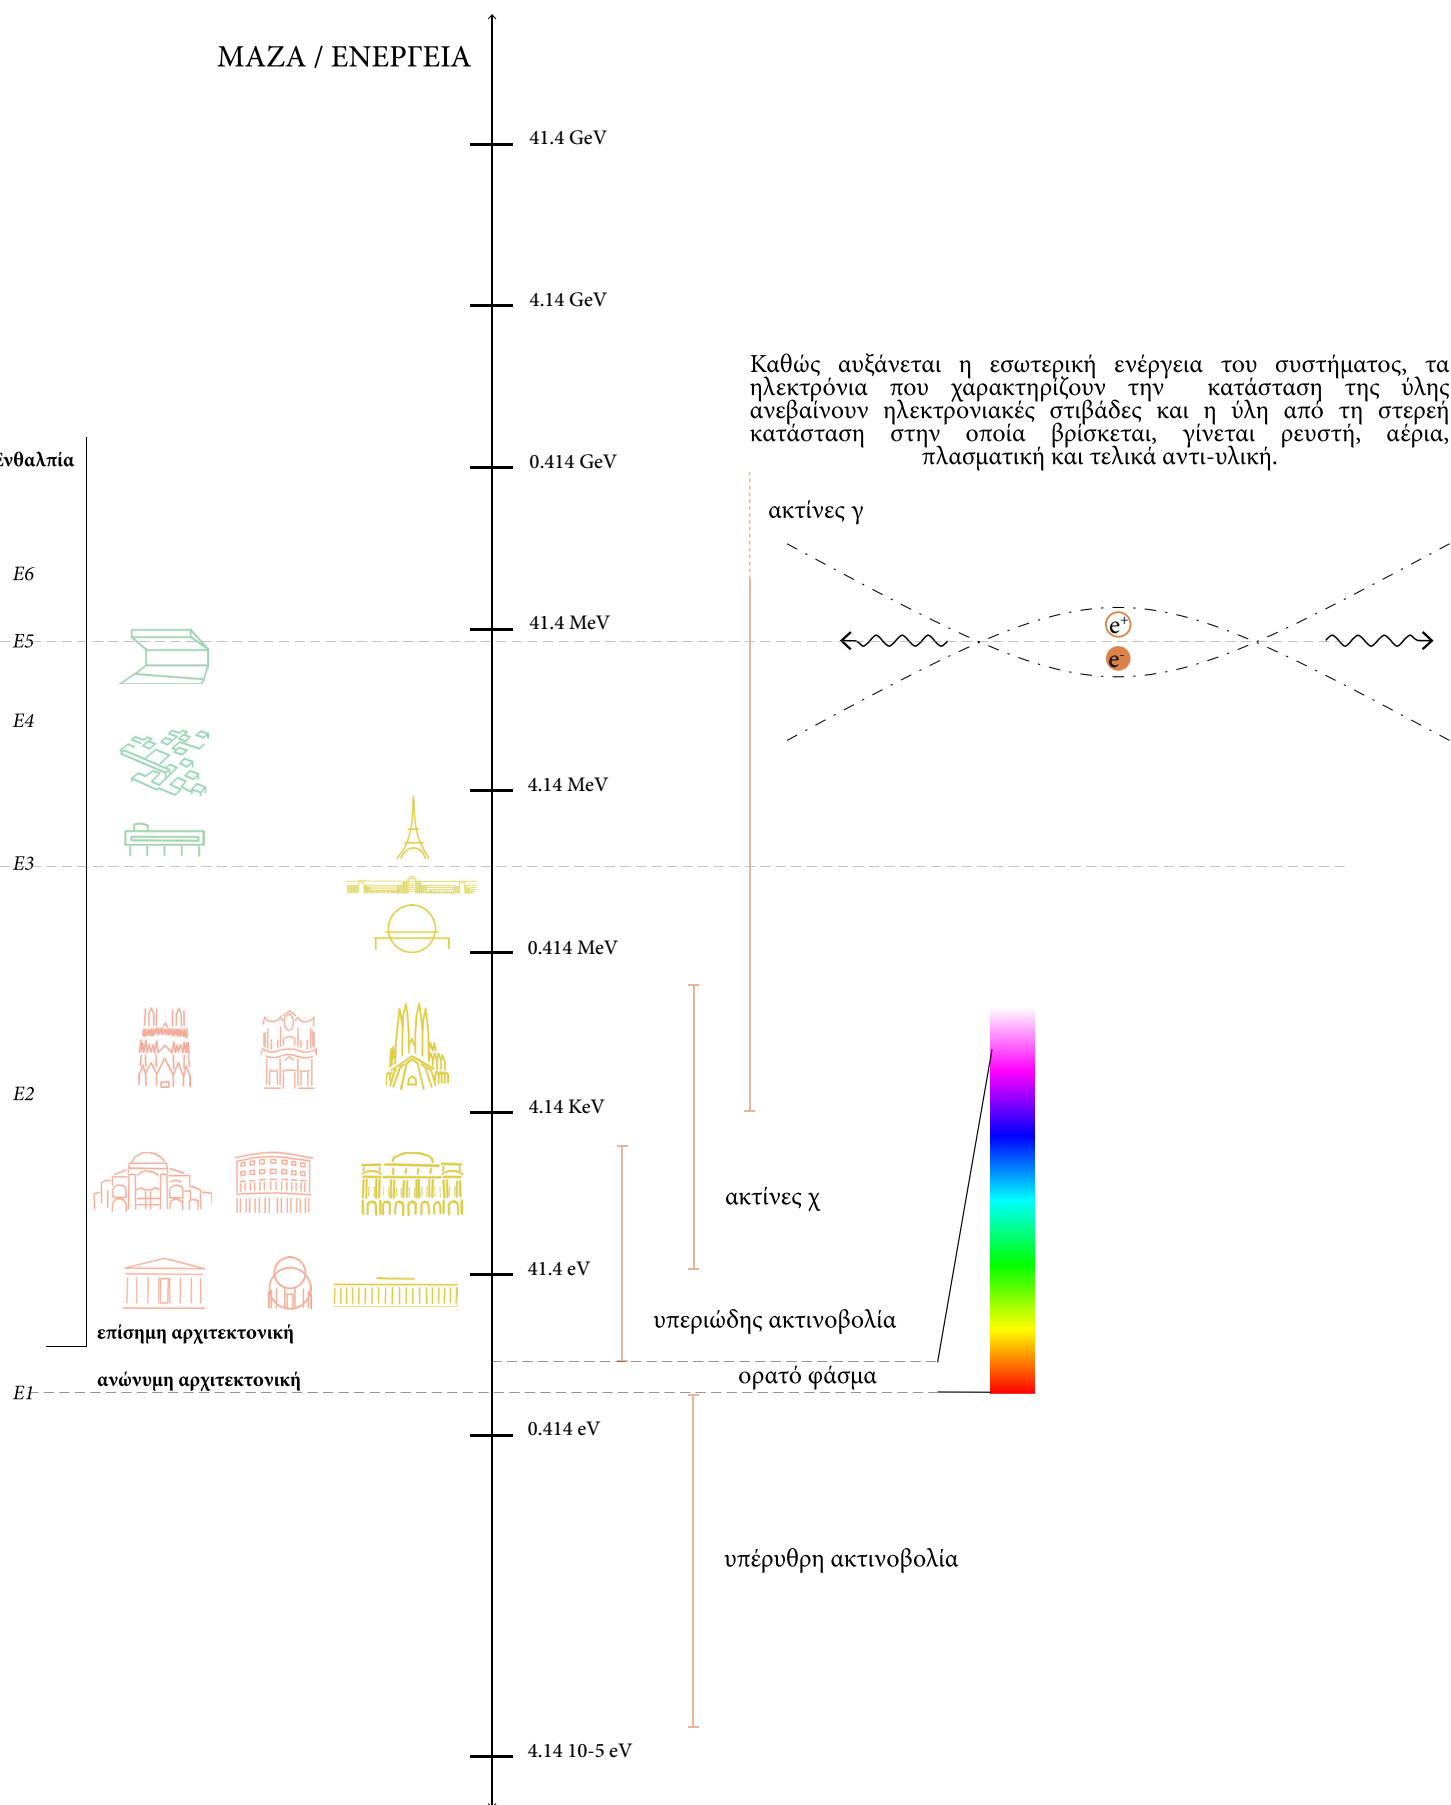 ΜΑΖΑ / ΕΝΕΡΓΕΙΑ
41.4 GeV
4.14 GeV
Καθώς αυξάνεται η εσωτερική ενέργεια του συστήματος, τα
ηλεκτρόνια που χαρακτηρίζουν την κατάσταση της ύλης
ανεβαίνουν ηλεκτρονιακές στιβάδες και η ύλη από τη στερεή
κατάσταση στην οποία βρίσκεται, γίνεται ρευστή, αέρια,
πλασματική και τελικά αντι-υλική.
Ενθαλπία
0.414 GeV
ακτίνες γ
E6
41.4 MeV
e+
E5
e-
E4
4.14 MeV
E3
0.414 MeV
E2
4.14 KeV
ακτίνες χ
41.4 eV
υπεριώδης ακτινοβολία
επίσημη αρχιτεκτονική
ορατό φάσμα
ανώνυμη αρχιτεκτονική
E1
0.414 eV
υπέρυθρη ακτινοβολία
4.14 10-5 eV